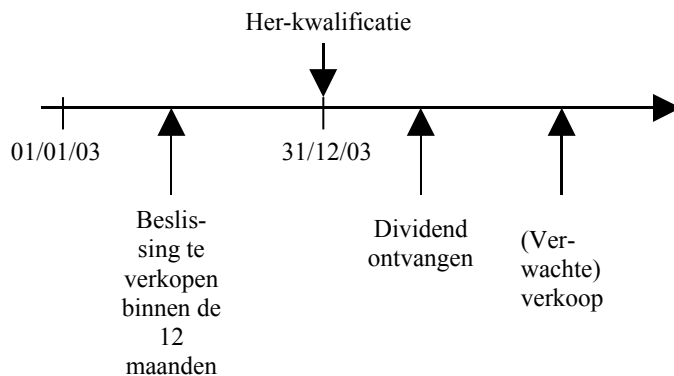 Her-kwalificatie
01/01/03
31/12/03
Beslis-
sing te
verkopen
binnen de
12
maanden
Dividend
ontvangen
(Ver-
wachte)
verkoop